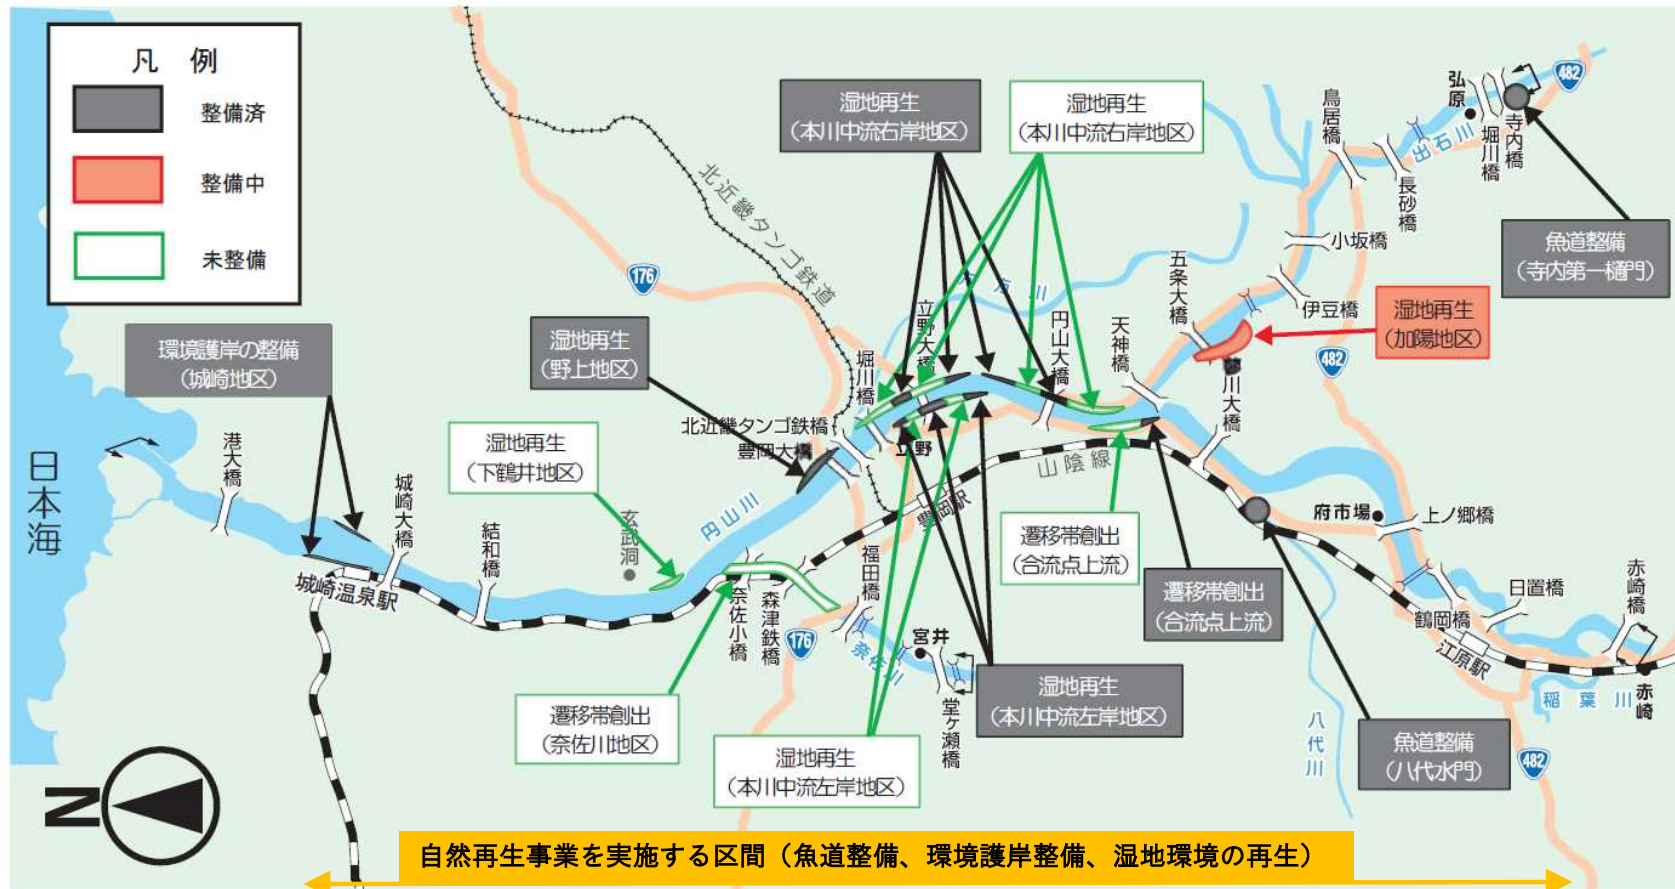 凡 例
整備済
整備中
未整備
湿地再生
(本川中流右岸地区)
湿地再生
(本川中流右岸地区)
482
弘原
寺内橋
堀川橋
鳥居橋
出石川
長砂橋
小坂橋
魚道整備
(寺内第一樋門)
北近畿タンゴ鉄道
176
五条大橋
伊豆橋
湿地再生
(加陽地区)
482
環境護岸の整備
(城崎地区)
湿地再生
(野上地区)
堀川橋
立野大橋
円山大橋
天神橋
川大橋
北近畿タンゴ鉄橋
豊岡大橋
立野
山陰線
湿地再生
(下鶴井地区)
日本海
港大橋
城崎大橋
結和橋
玄武洞
円山川
豊岡駅
府市場
上ノ郷橋
遷移帯創出
(合流点上流)
遷移帯創出
(合流点上流)
城崎温泉駅
奈佐小橋
森津鉄橋
福田橋
176
宮井
奈佐川
堂ヶ瀬橋
鶴岡橋
日置橋
赤崎橋
江原駅
稲葉川
赤崎
八代川
湿地再生
(本川中流左岸地区)
遷移帯創出
(奈佐川地区)
湿地再生
(本川中流左岸地区)
魚道整備
(八代水門)
482
N
自然再生事業を実施する区間(魚道整備、環境護岸整備、湿地環境の再生)